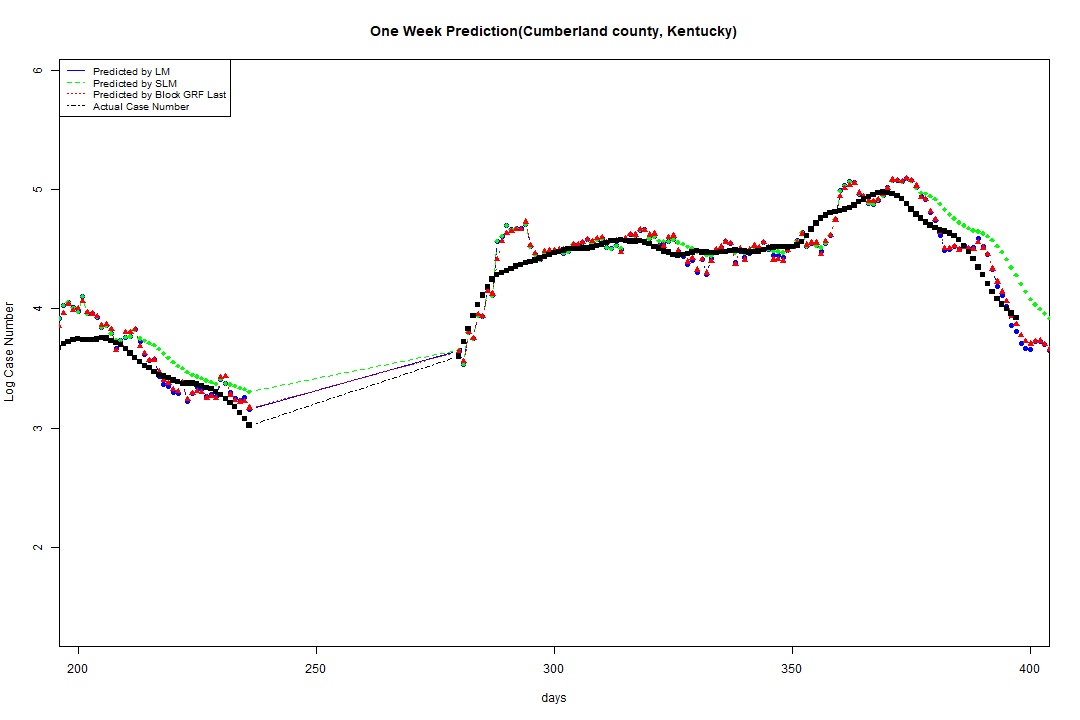 One Week Prediction(Cumberland county, Kentucky)
Predicted by LM
Predicted by SLM
Predicted by Block GRF Last
Actual Case Number
6
5
4
3
2
Log Case Number
200 250 300 350 400
days